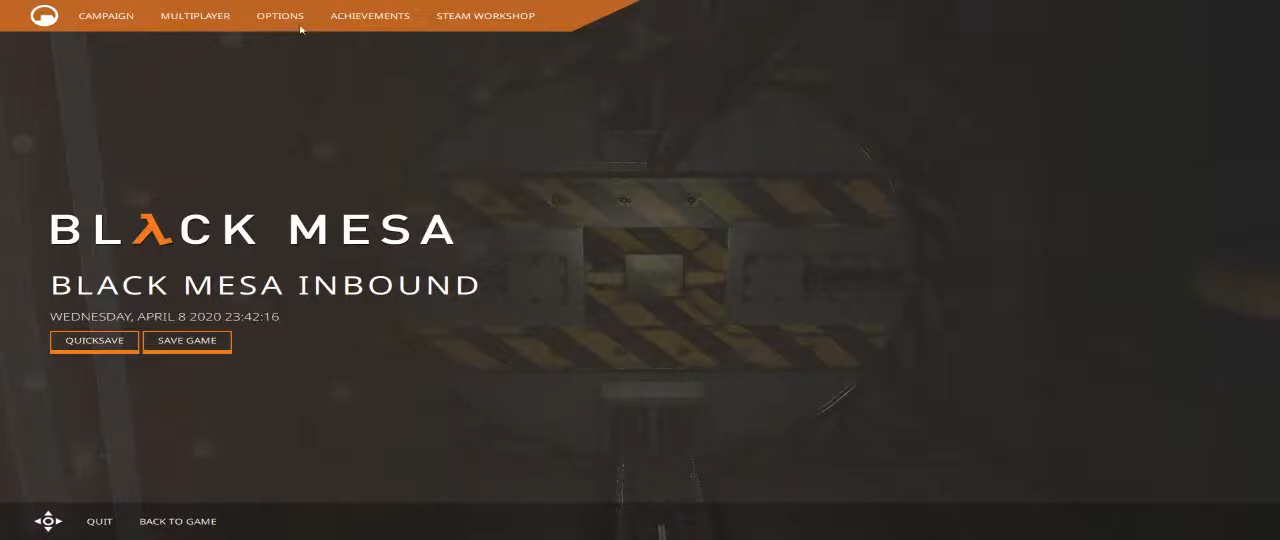 CAMPAIGN MULTIPLAYER OPTIONS ACHIEVEMENTS STEAM WORKSHOP
BLACK MESA
BLACK MESA INBOUND
WEDNESDAY, APRIL 8 2020 23:42:16
QUICKSAVE SAVE GAME
QUIT BACK TO GAME